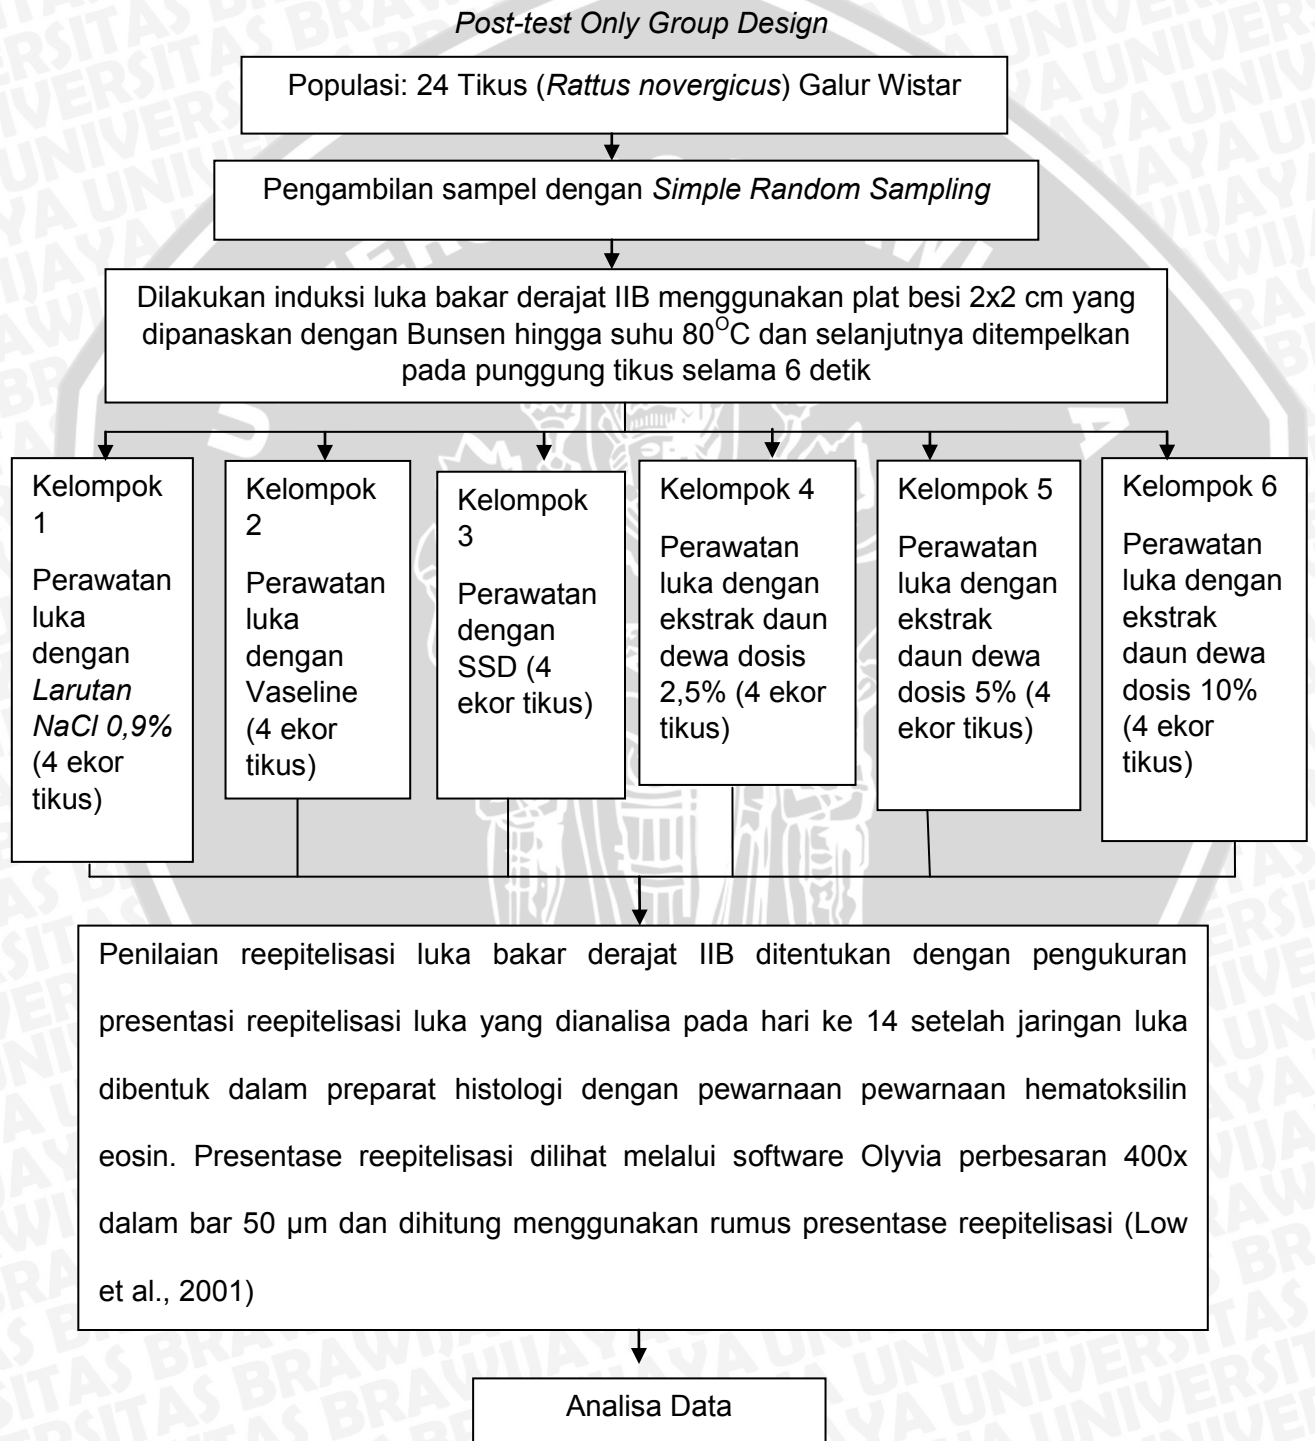 Post-test Only Group Design
Populasi: 24 Tikus (Rattus novergicus) Galur Wistar
Pengambilan sampel dengan Simple Random Sampling
Dilakukan induksi luka bakar derajat IIB menggunakan plat besi 2x2 cm yang
dipanaskan dengan Bunsen hingga suhu 80OC dan selanjutnya ditempelkan
pada punggung tikus selama 6 detik
Kelompok
1
Perawatan
luka
dengan
Larutan
NaCl 0,9%
(4 ekor
tikus)
Kelompok
2
Perawatan
luka
dengan
Vaseline
(4 ekor
tikus)
Kelompok
3
Perawatan
dengan
SSD (4
ekor tikus)
Kelompok 4
Perawatan
luka dengan
ekstrak daun
dewa dosis
2,5% (4 ekor
tikus)
Kelompok 5
Perawatan
luka dengan
ekstrak
daun dewa
dosis 5% (4
ekor tikus)
Kelompok 6
Perawatan
luka dengan
ekstrak
daun dewa
dosis 10%
(4 ekor
tikus)
Penilaian reepitelisasi luka bakar derajat IIB ditentukan dengan pengukuran
presentasi reepitelisasi luka yang dianalisa pada hari ke 14 setelah jaringan luka
dibentuk dalam preparat histologi dengan pewarnaan pewarnaan hematoksilin
eosin. Presentase reepitelisasi dilihat melalui software Olyvia perbesaran 400x
dalam bar 50 µm dan dihitung menggunakan rumus presentase reepitelisasi (Low
et al., 2001)
Analisa Data